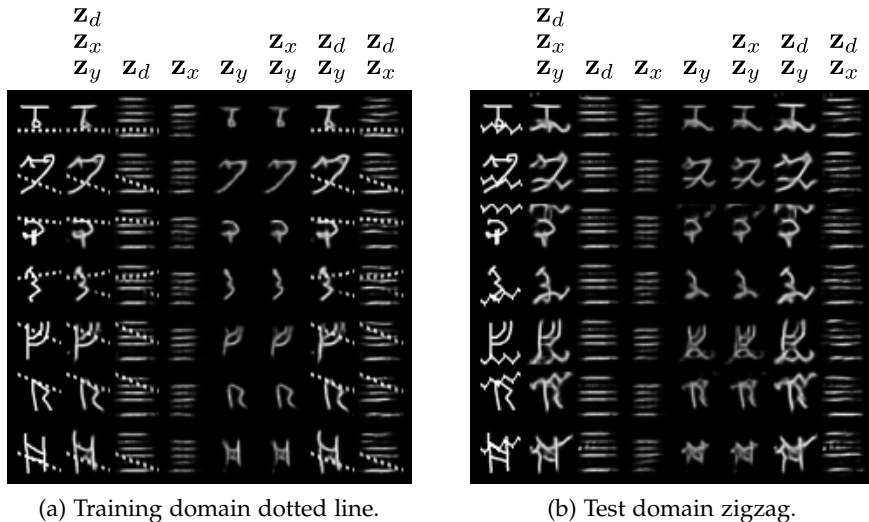 z_d z_d
z_x z_x z_d z_d z_x z_x z_d z_d
z_y z_d z_x z_y z_y z_y z_x z_y z_d z_x z_y z_y z_y z_x
(a) Training domain dotted line. (b) Test domain zigzag.